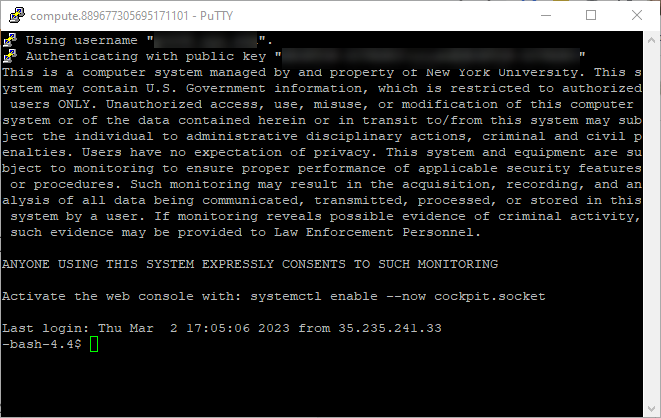 compute.889677305695171101 - PuTTY
Using username "                ".
Authenticating with public key "                "
This is a computer system managed by and property of New York University. This s
ystem may contain U.S. Government information, which is restricted to authorized
 users ONLY. Unauthorized access, use, misuse, or modification of this computer
system or of the data contained herein or in transit to/from this system may sub
ject the individual to administrative disciplinary actions, criminal and civil p
enalties. Users have no expectation of privacy. This system and equipment are su
bject to monitoring to ensure proper performance of applicable security features
 or procedures. Such monitoring may result in the acquisition, recording, and an
alysis of all data being communicated, transmitted, processed, or stored in this
 system by a user. If monitoring reveals possible evidence of criminal activity,
 such evidence may be provided to Law Enforcement Personnel.
ANYONE USING THIS SYSTEM EXPRESSLY CONSENTS TO SUCH MONITORING
Activate the web console with: systemctl enable --now cockpit.socket
Last login: Thu Mar  2 17:05:06 2023 from 35.235.241.33
-bash-4.4$